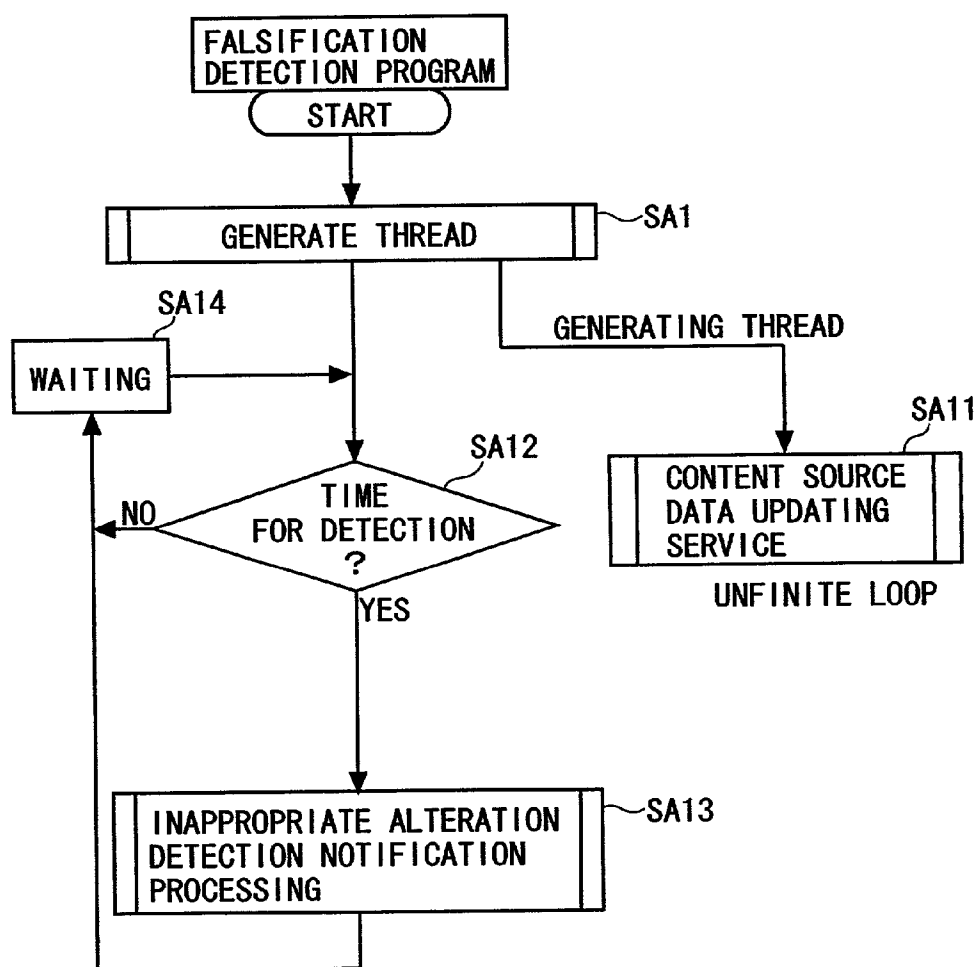 FALSIFICATION
DETECTION PROGRAM
START
GENERATE THREAD
SA1
SA14
GENERATING THREAD
WAITING
SA12
SA11
TIME
FOR DETECTION
?
NO
CONTENT SOURCE
DATA UPDATING
SERVICE
YES
UNFINITE LOOP
SA13
INAPPROPRIATE ALTERATION
DETECTION NOTIFICATION
PROCESSING